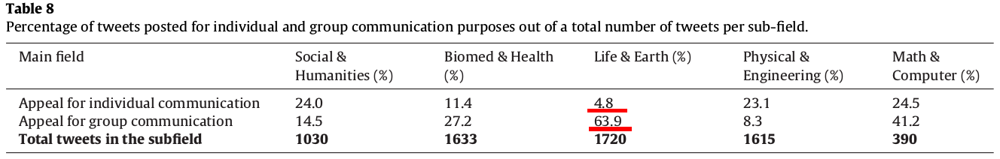 Table 8
Percentage of tweets posted for individual and group communication purposes out of a total number of tweets per sub-field.
Main field Social & Humanities (%) Biomed & Health (%) Life & Earth (%) Physical & Engineering (%) Math & Computer (%)
Appeal for individual communication 24.0 11.4 4.8 23.1 24.5
Appeal for group communication 14.5 27.2 63.9 8.3 41.2
Total tweets in the subfield 1030 1633 1720 1615 390